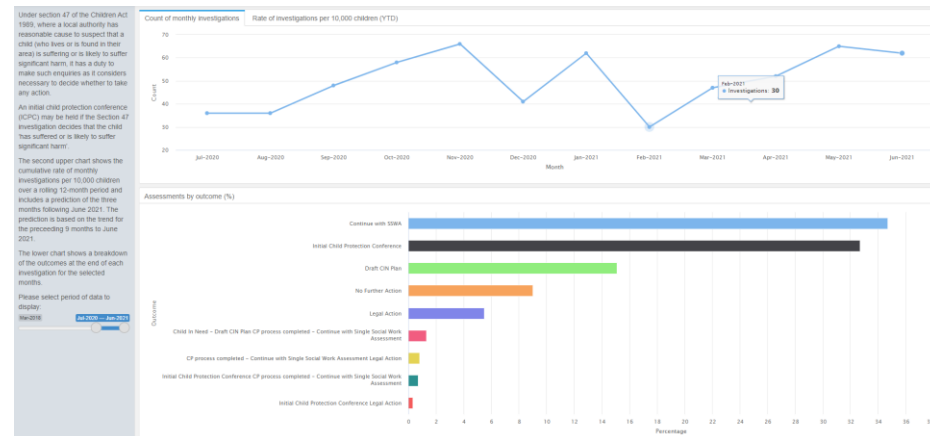 Under section 47 of the Children Act
1989, where a local authority has
reasonable cause to suspect that a
child (who lives or is found in their
area) is suffering or is likely to suffer
significant harm, it has a duty to
make such enquiries as it considers
necessary to decide whether to take
any action.
An initial child protection conference
(ICPC) may be held if the Section 47
investigation decides that the child
'has suffered or is likely to suffer
significant harm'.
The second upper chart shows the
cumulative rate of monthly
investigations per 10,000 children
over a rolling 12-month period and
includes a prediction of the three
months following June 2021. The
prediction is based on the trend for
the preceeding 9 months to June
2021.
The lower chart shows a breakdown
of the outcomes at the end of each
investigation for the selected
months.
Please select period of data to
display:
Mar-2018 Jul-2020 — Jun-2021
Count of monthly investigations Rate of investigations per 10,000 children (YTD)
70
60
50
40
30
20
Count
Feb-2021
Investigations: 30
Jul-2020 Aug-2020 Sep-2020 Oct-2020 Nov-2020 Dec-2020 Jan-2021 Feb-2021 Mar-2021 Apr-2021 May-2021 Jun-2021
Month
Assessments by outcome (%)
Outcome
Continue with SSWA
Initial Child Protection Conference
Draft CIN Plan
No Further Action
Legal Action
Child In Need – Draft CIN Plan CP process completed – Continue with Single Social Work
Assessment
CP process completed – Continue with Single Social Work Assessment Legal Action
Initial Child Protection Conference CP process completed – Continue with Single Social Work
Assessment
Initial Child Protection Conference Legal Action
0 2 4 6 8 10 12 14 16 18 20 22 24 26 28 30 32 34 36
Percentage